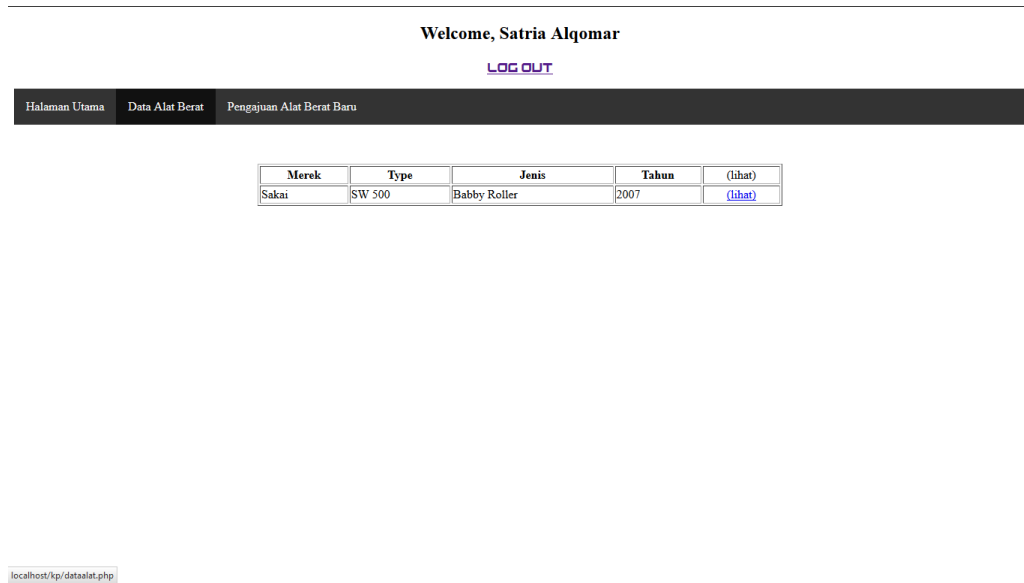 Welcome, Satria Alqomar
LOG OUT
Halaman Utama Data Alat Berat Pengajuan Alat Berat Baru
Merek Type Jenis Tahun (lihat)
Sakai SW 500 Babby Roller 2007 (lihat)
localhost/kp/dataalat.php